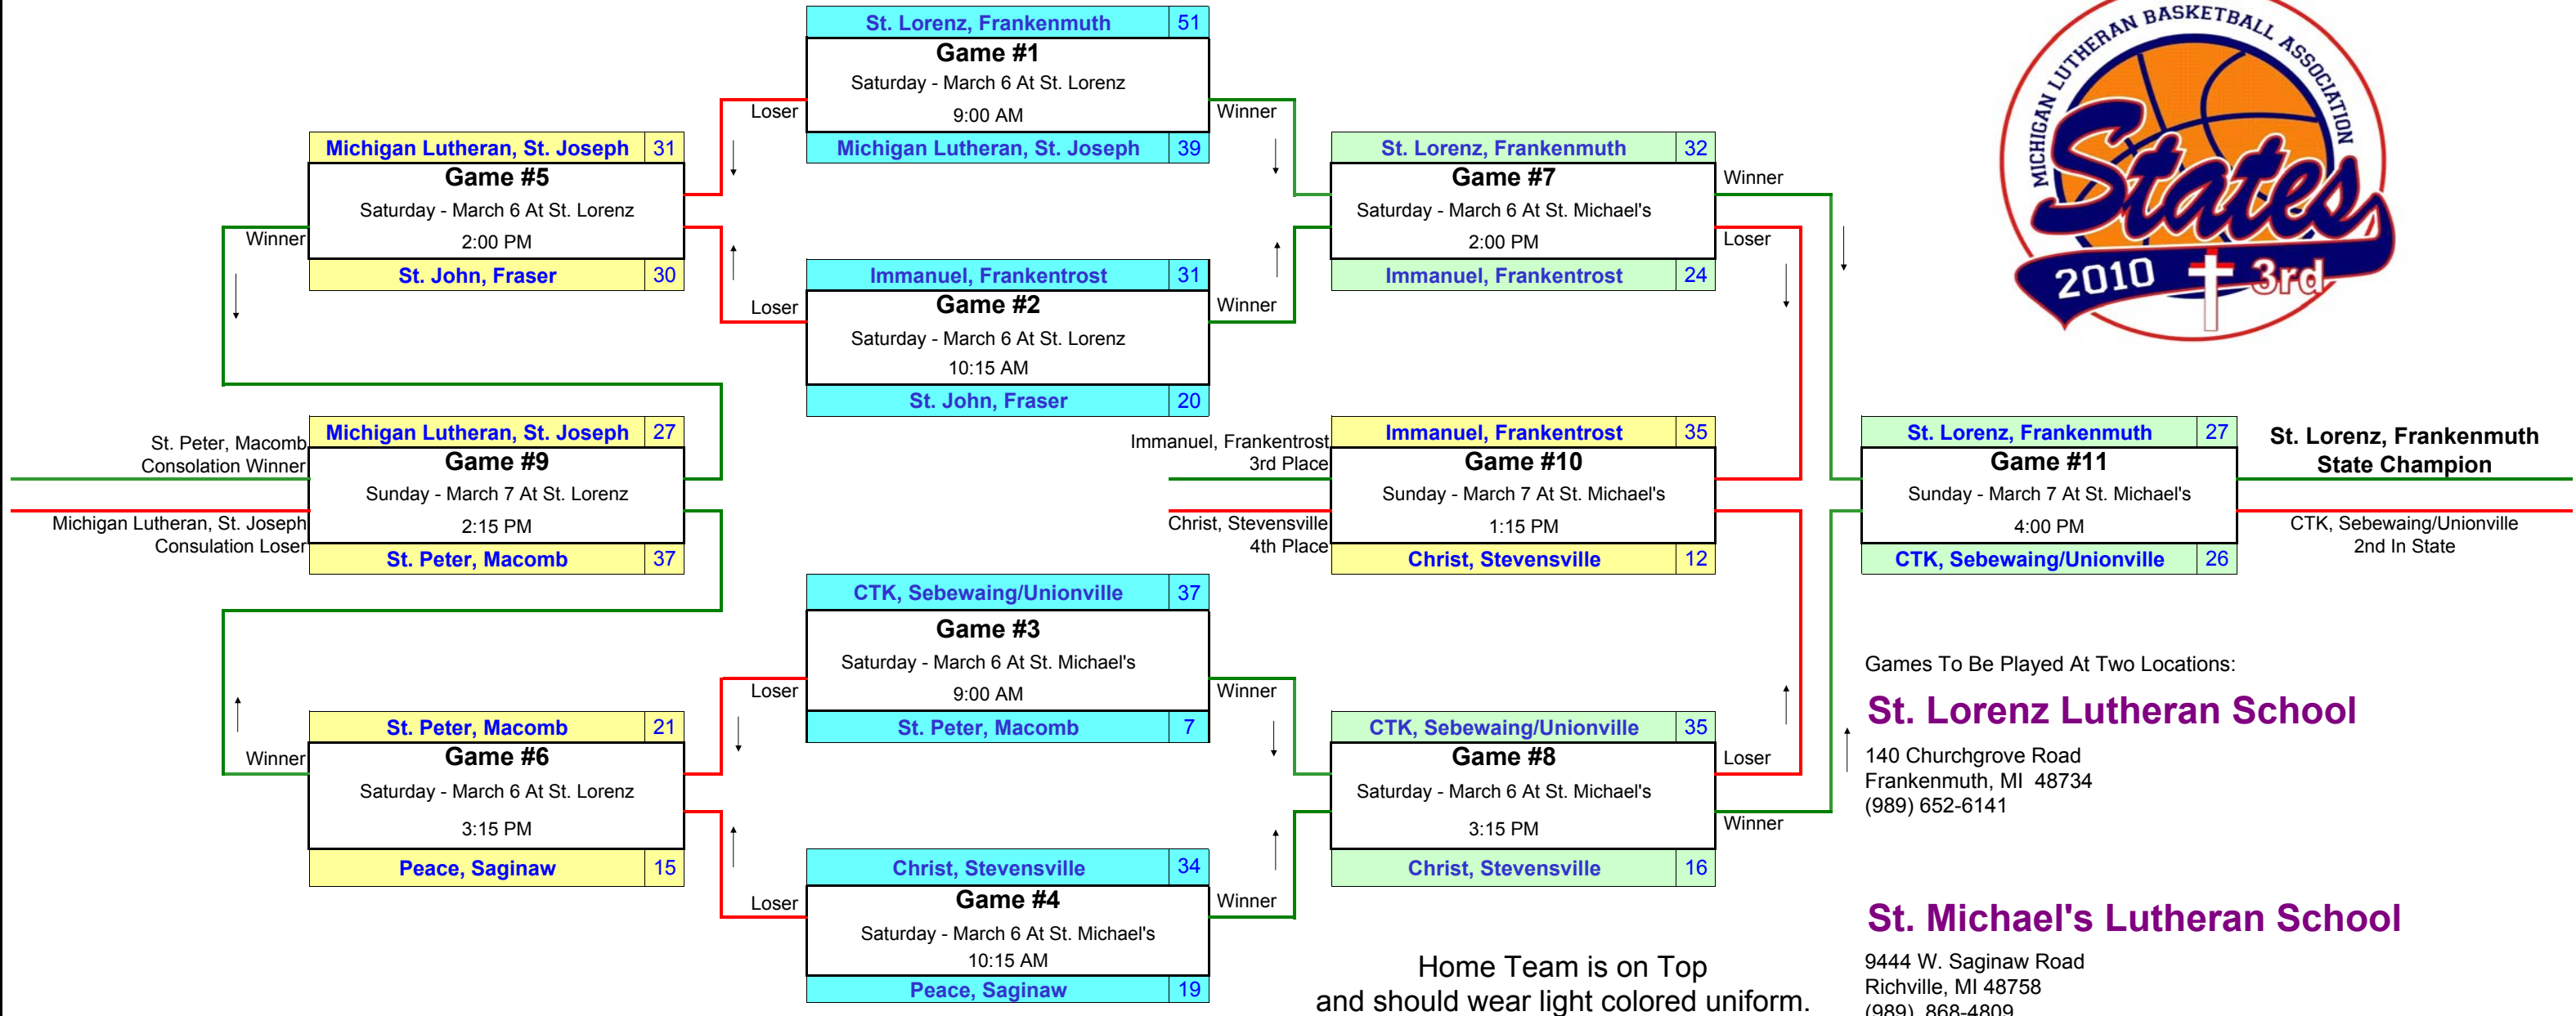 St. Lorenz, Frankenmuth 51
Game #1
Saturday - March 6 At St. Lorenz
9:00 AM
Michigan Lutheran, St. Joseph 39
Loser
Winner
Michigan Lutheran, St. Joseph 31
Game #5
Saturday - March 6 At St. Lorenz
2:00 PM
St. John, Fraser 30
Winner
Immanuel, Frankentrost 31
Game #2
Saturday - March 6 At St. Lorenz
10:15 AM
St. John, Fraser 20
Loser
Winner
St. Lorenz, Frankenmuth 32
Game #7
Saturday - March 6 At St. Michael's
2:00 PM
Immanuel, Frankentrost 24
Winner
Loser
MICHIGAN LUTHERAN BASKETBALL ASSOCIATION
States
2010 3rd
St. Peter, Macomb
Consolation Winner
Michigan Lutheran, St. Joseph
Consulation Loser
Michigan Lutheran, St. Joseph 27
Game #9
Sunday - March 7 At St. Lorenz
2:15 PM
St. Peter, Macomb 37
Immanuel, Frankentrost
3rd Place
Christ, Stevensville
4th Place
Immanuel, Frankentrost 35
Game #10
Sunday - March 7 At St. Michael's
1:15 PM
Christ, Stevensville 12
St. Lorenz, Frankenmuth 27
Game #11
Sunday - March 7 At St. Michael's
4:00 PM
CTK, Sebewaing/Unionville 26
St. Lorenz, Frankenmuth
State Champion
CTK, Sebewaing/Unionville
2nd In State
CTK, Sebewaing/Unionville 37
Game #3
Saturday - March 6 At St. Michael's
9:00 AM
St. Peter, Macomb 7
Loser
Winner
St. Peter, Macomb 21
Game #6
Saturday - March 6 At St. Lorenz
3:15 PM
Peace, Saginaw 15
Winner
Christ, Stevensville 34
Game #4
Saturday - March 6 At St. Michael's
10:15 AM
Peace, Saginaw 19
Loser
Winner
CTK, Sebewaing/Unionville 35
Game #8
Saturday - March 6 At St. Michael's
3:15 PM
Christ, Stevensville 16
Loser
Winner
Games To Be Played At Two Locations:
St. Lorenz Lutheran School
140 Churchgrove Road
Frankenmuth, MI 48734
(989) 652-6141
St. Michael's Lutheran School
9444 W. Saginaw Road
Richville, MI 48758
(989) 868-4809
Home Team is on Top
and should wear light colored uniform.